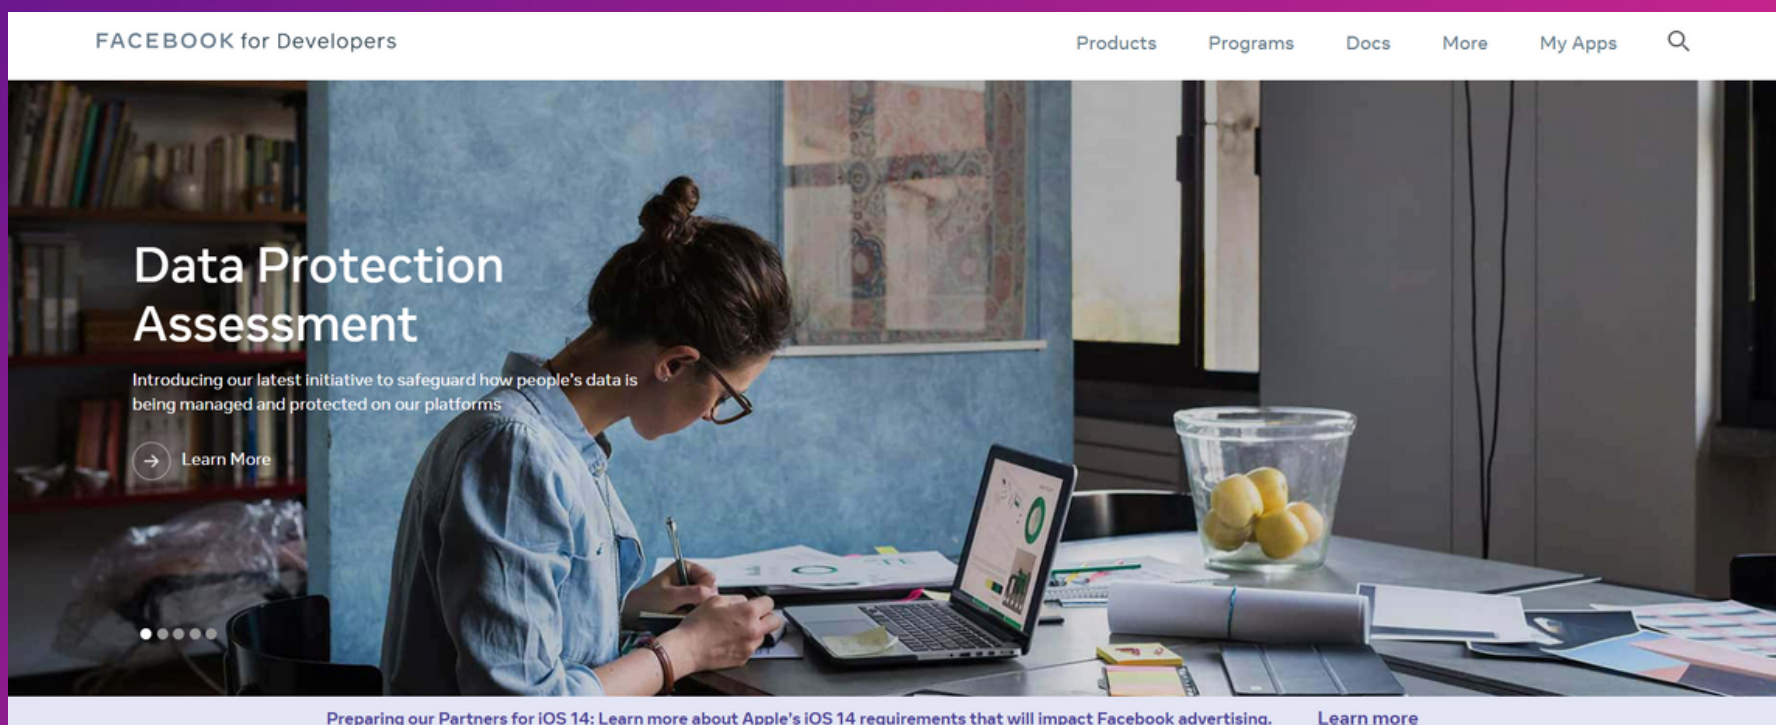 FACEBOOK for Developers
Products Programs Docs More My Apps
Data Protection
Assessment
Introducing our latest initiative to safeguard how people's data is
being managed and protected on our platforms
Learn More
Preparing our Partners for iOS 14: Learn more about Apple's iOS 14 requirements that will impact Facebook advertising. Learn more